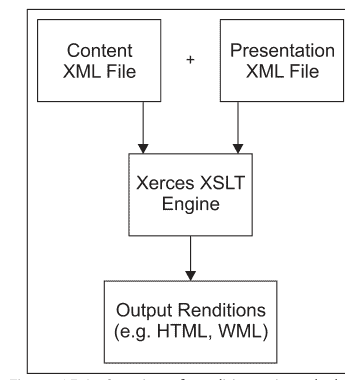 Content
XML File
+
Presentation
XML File
Xerces XSLT
Engine
Output Renditions
(e.g. HTML, WML)